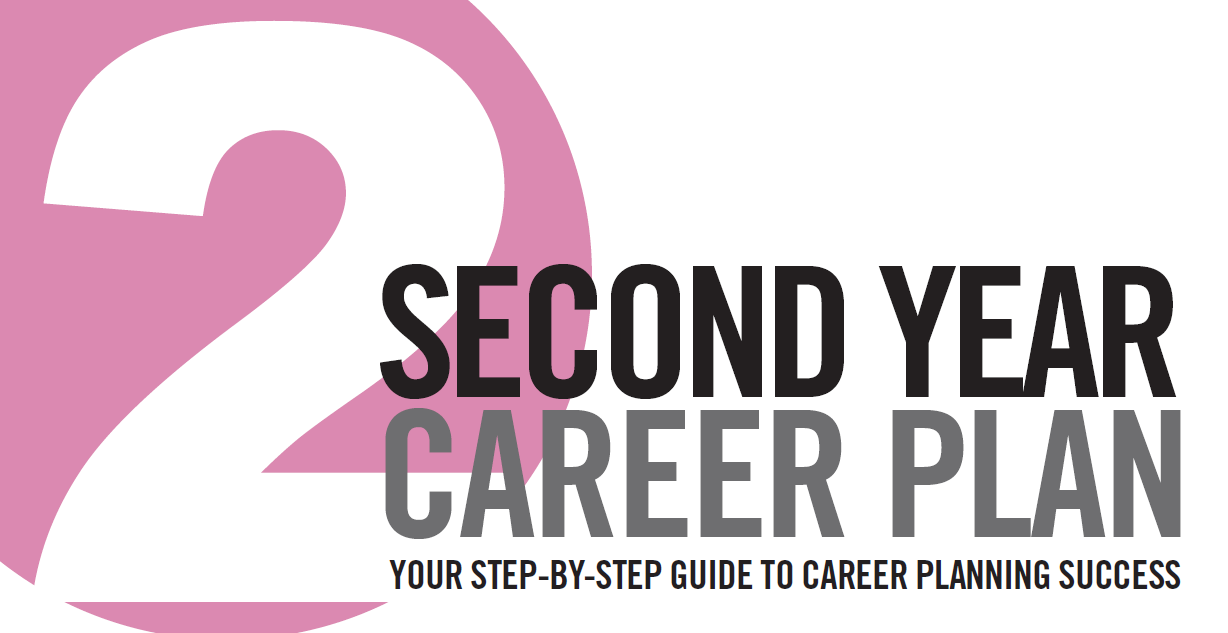 2
SECOND YEAR
CAREER PLAN
YOUR STEP-BY-STEP GUIDE TO CAREER PLANNING SUCCESS